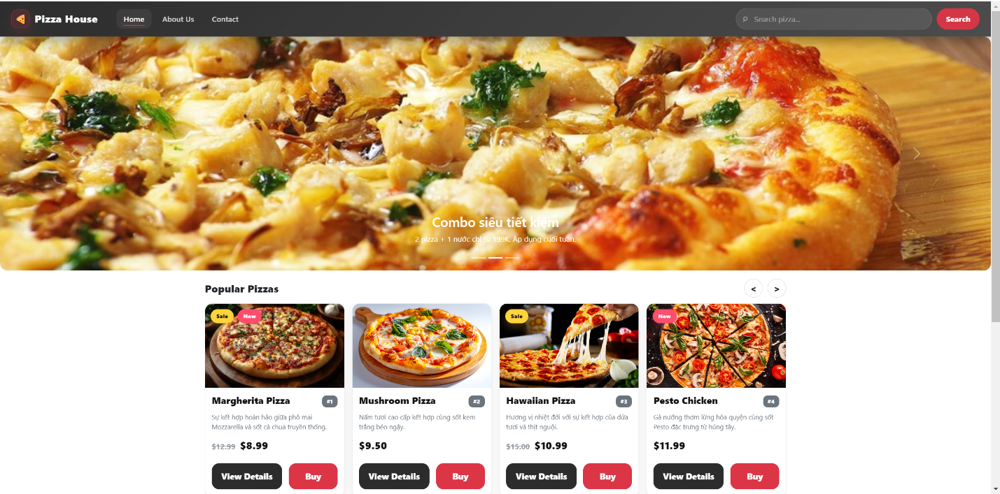 Pizza House
Home
About Us
Contact
Search pizza...
Search
Combo siêu tiết kiệm
2 pizza + 1 nước chỉ từ 199K. Áp dụng cuối tuần.
Popular Pizzas
<
>
Sale
New
Sale
New
Margherita Pizza
#1
Sự kết hợp hoàn hảo giữa phô mai
Mozzarella và sốt cà chua truyền thống.
$12.99 $8.99
View Details
Buy
Mushroom Pizza
#2
Nấm tươi cao cấp kết hợp cùng sốt kem
trắng béo ngậy.
$9.50
View Details
Buy
Hawaiian Pizza
#3
Hương vị nhiệt đới với sự kết hợp của dứa
tươi và thịt nguội.
$15.00 $10.99
View Details
Buy
Pesto Chicken
#4
Gà nướng thơm lừng hòa quyện cùng sốt
Pesto đặc trưng từ húng tây.
$11.99
View Details
Buy